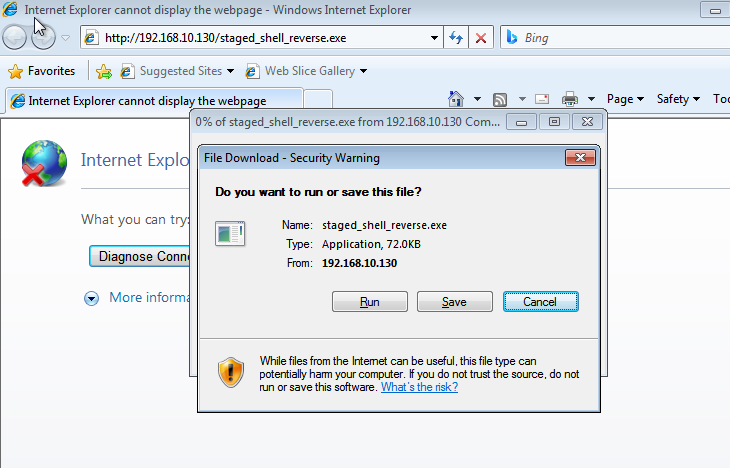 Internet Explorer cannot display the webpage - Windows Internet Explorer
http://192.168.10.130/staged_shell_reverse.exe
Bing
Favorites
Suggested Sites
Web Slice Gallery
Internet Explorer cannot display the webpage
Page
Safety
Too
0% of staged_shell_reverse.exe from 192.168.10.130 Com...
File Download - Security Warning
Internet Explo
Do you want to run or save this file?
What you can try:
Name: staged_shell_reverse.exe
Type: Application, 72.0KB
From: 192.168.10.130
Diagnose Conne
More informa
Run
Save
Cancel
While files from the Internet can be useful, this file type can
potentially harm your computer. If you do not trust the source, do not
run or save this software. What's the risk?